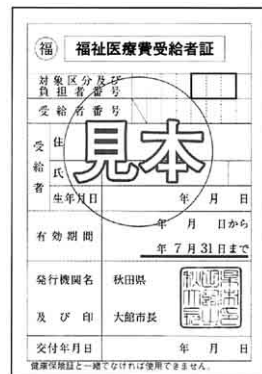 福 福祉医療費受給者証
対象区分及び
負担者番号
受給者番号
受給者
住
氏
見本
生年月日 年 月 日
有効期間 年 月 日から
年 7 月 31 日まで
発行機関名 秋田県
及び印 大館市長
交付年月日 年 月 日
健康保険証と一緒でなければ使用できません。